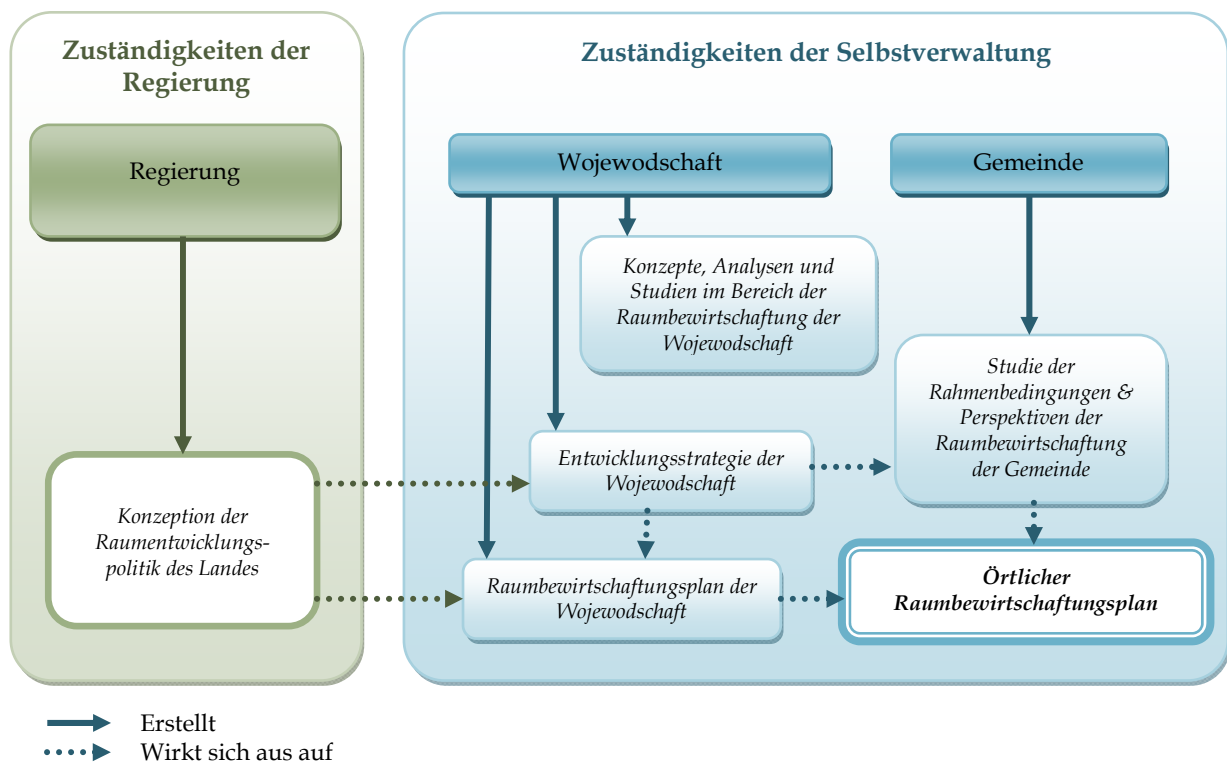 Zuständigkeiten der
Regierung
Regierung
Konzeption der
Raumentwicklungs-
politik des Landes
Zuständigkeiten der Selbstverwaltung
Wojewodschaft
Gemeinde
Konzepte, Analysen und
Studien im Bereich der
Raumbewirtschaftung der
Wojewodschaft
Studie der
Rahmenbedingungen &
Perspektiven der
Raumbewirtschaftung
der Gemeinde
Entwicklungsstrategie der
Wojewodschaft
Raumbewirtschaftungsplan der
Wojewodschaft
Örtlicher
Raumbewirtschaftungsplan
Erstellt
Wirkt sich aus auf